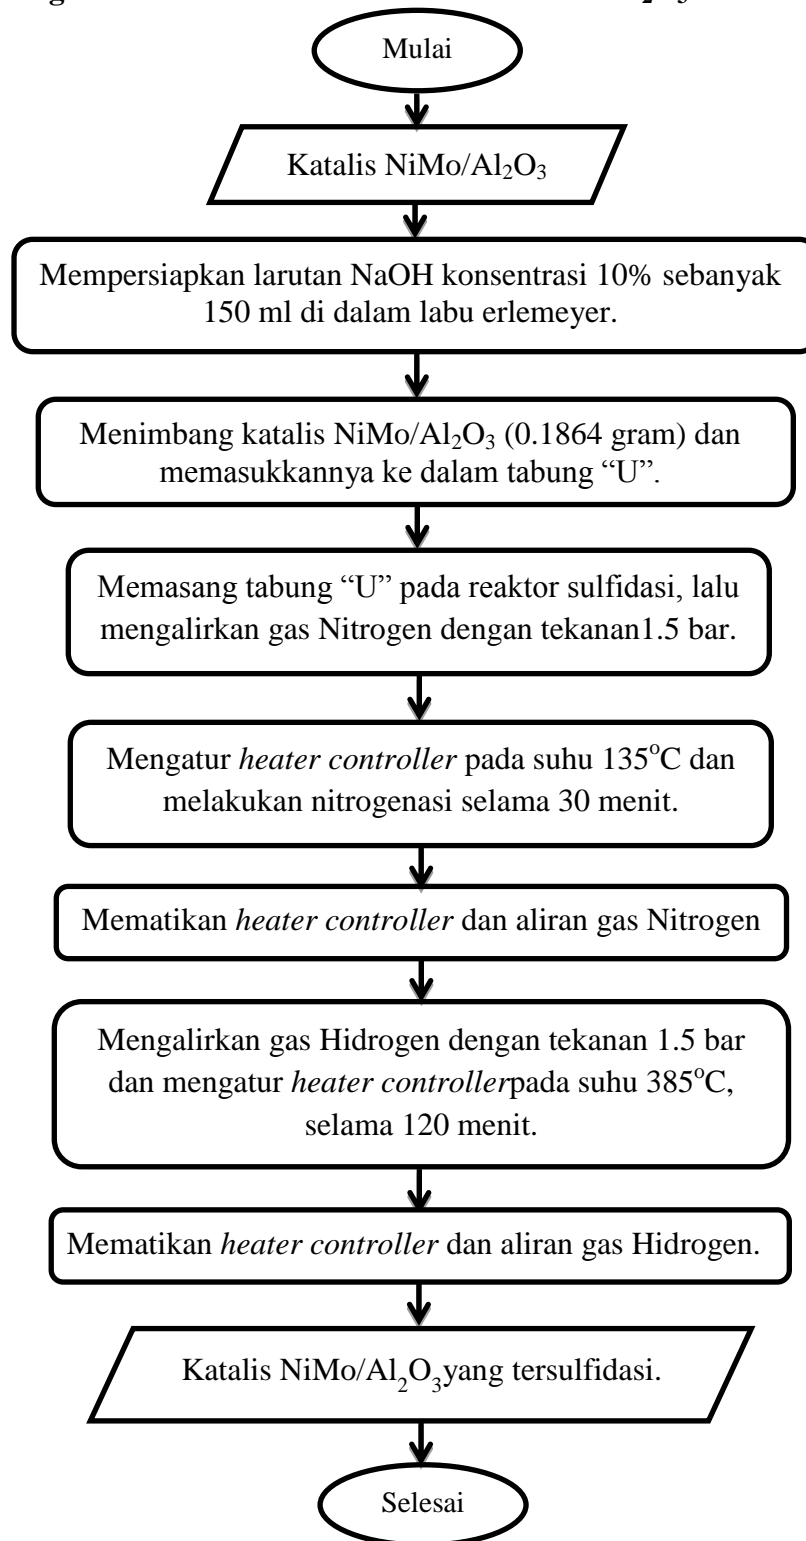 Mulai
Katalis NiMo/Al₂O₃
Mempersiapkan larutan NaOH konsentrasi 10% sebanyak
150 ml di dalam labu erlemeyer.
Menimbang katalis NiMo/Al₂O₃ (0.1864 gram) dan
memasukkannya ke dalam tabung “U”.
Memasang tabung “U” pada reaktor sulfidasi, lalu
mengalirkan gas Nitrogen dengan tekanan1.5 bar.
Mengatur heater controller pada suhu 135°C dan
melakukan nitrogenasi selama 30 menit.
Mematikan heater controller dan aliran gas Nitrogen
Mengalirkan gas Hidrogen dengan tekanan 1.5 bar
dan mengatur heater controllerpada suhu 385°C,
selama 120 menit.
Mematikan heater controller dan aliran gas Hidrogen.
Katalis NiMo/Al₂O₃yang tersulfidasi.
Selesai